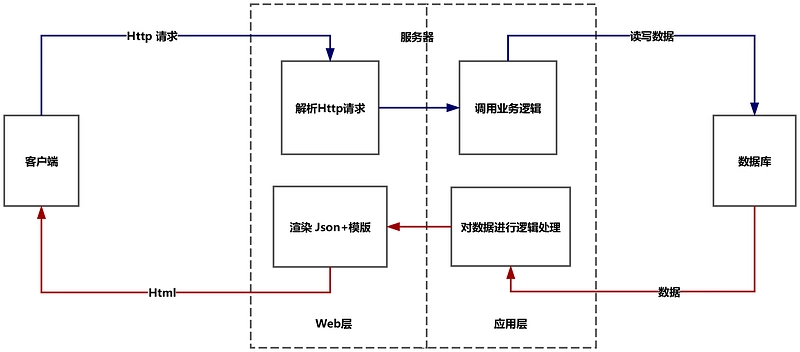 Http 请求
服务器
读写数据
解析Http请求
调用业务逻辑
客户端
数据库
渲染 Json+模版
对数据进行逻辑处理
Html
数据
Web层
应用层